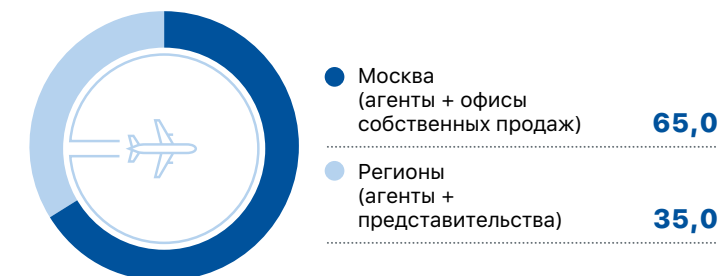 Москва
(агенты + офисы
собственных продаж) 65,0
Регионы
(агенты +
представительства) 35,0